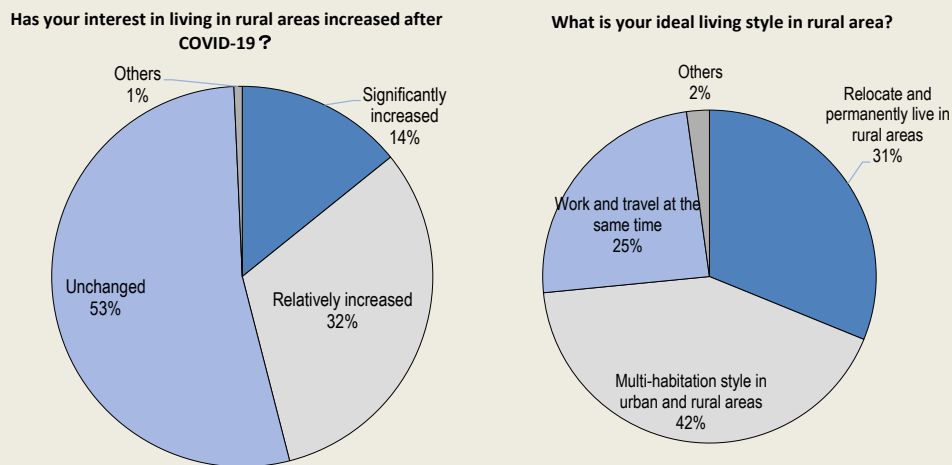 Has your interest in living in rural areas increased after
COVID-19？
Others
1%
Significantly
increased
14%
Unchanged
53%
Relatively increased
32%
What is your ideal living style in rural area?
Others
2%
Relocate and
permanently live in
rural areas
31%
Work and travel at the
same time
25%
Multi-habitation style in
urban and rural areas
42%